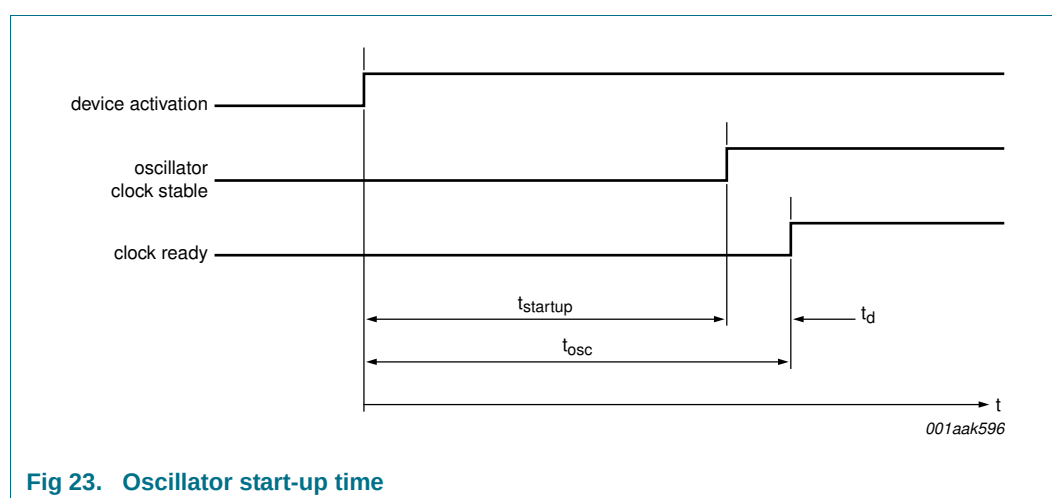 device activation
oscillator
clock stable
clock ready
tstartup
td
tosc
t
001aak596
Fig 23. Oscillator start-up time